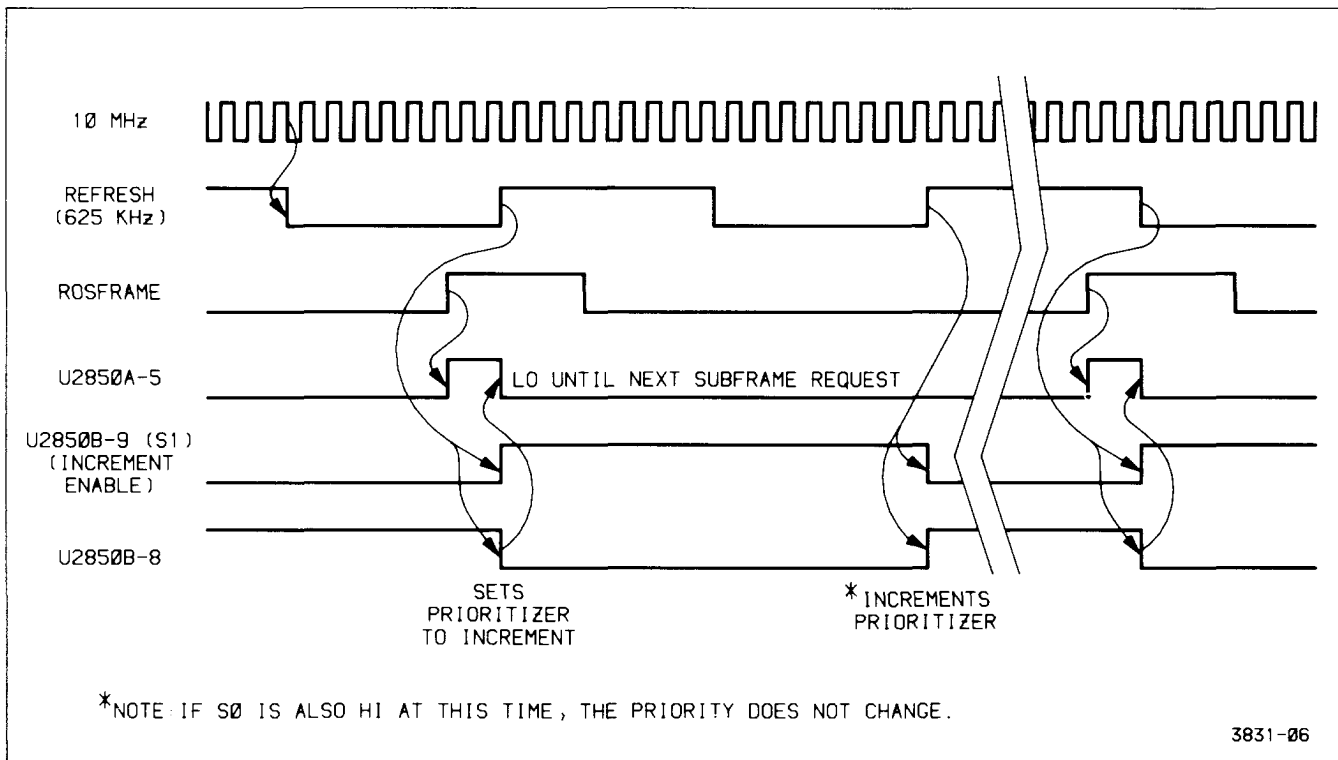 10 MHz
REFRESH
(625 KHz)
ROSFRAME
U2850A-5
LO UNTIL NEXT SUBFRAME REQUEST
U2850B-9 (S1)
(INCREMENT
ENABLE)
U2850B-8
SETS
PRIORITIZER
TO INCREMENT
*INCREMENTS
PRIORITIZER
*NOTE: IF S0 IS ALSO HI AT THIS TIME, THE PRIORITY DOES NOT CHANGE.
3831-06